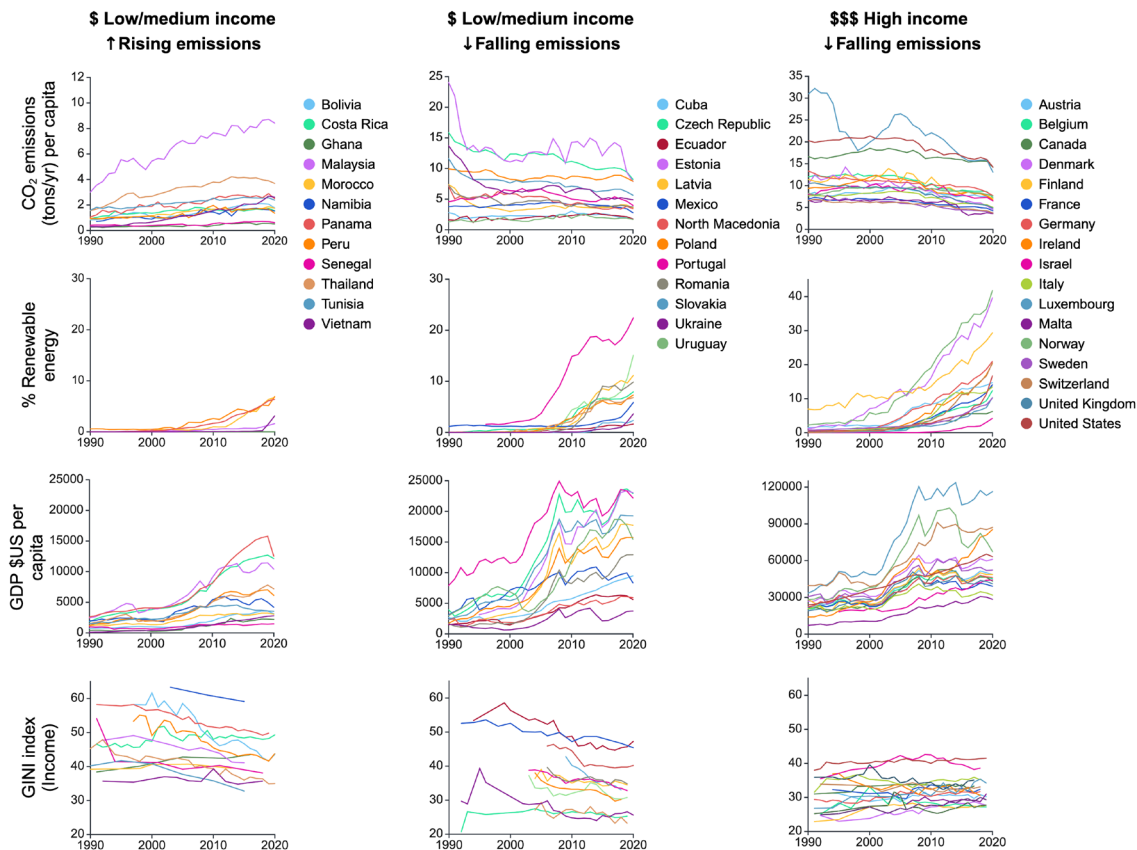 $ Low/medium income
↑Rising emissions
$ Low/medium income
↓Falling emissions
$$$ High income
↓Falling emissions
CO2 emissions
(tons/yr) per capita
12
10
8
6
4
2
0
1990
2000
2010
2020
Bolivia
Costa Rica
Ghana
Malaysia
Morocco
Namibia
Panama
Peru
Senegal
Thailand
Tunisia
Vietnam
25
20
15
10
5
0
1990
2000
2010
2020
Cuba
Czech Republic
Ecuador
Estonia
Latvia
Mexico
North Macedonia
Poland
Portugal
Romania
Slovakia
Ukraine
Uruguay
35
30
25
20
15
10
5
0
1990
2000
2010
2020
Austria
Belgium
Canada
Denmark
Finland
France
Germany
Ireland
Israel
Italy
Luxembourg
Malta
Norway
Sweden
Switzerland
United Kingdom
United States
% Renewable
energy
30
20
10
0
1990
2000
2010
2020
30
20
10
0
1990
2000
2010
2020
40
30
20
10
0
1990
2000
2010
2020
GDP $US per
capita
25000
20000
15000
10000
5000
0
1990
2000
2010
2020
25000
20000
15000
10000
5000
0
1990
2000
2010
2020
120000
90000
60000
30000
0
1990
2000
2010
2020
GINI index
(Income)
60
50
40
30
20
1990
2000
2010
2020
60
50
40
30
20
1990
2000
2010
2020
60
50
40
30
20
1990
2000
2010
2020